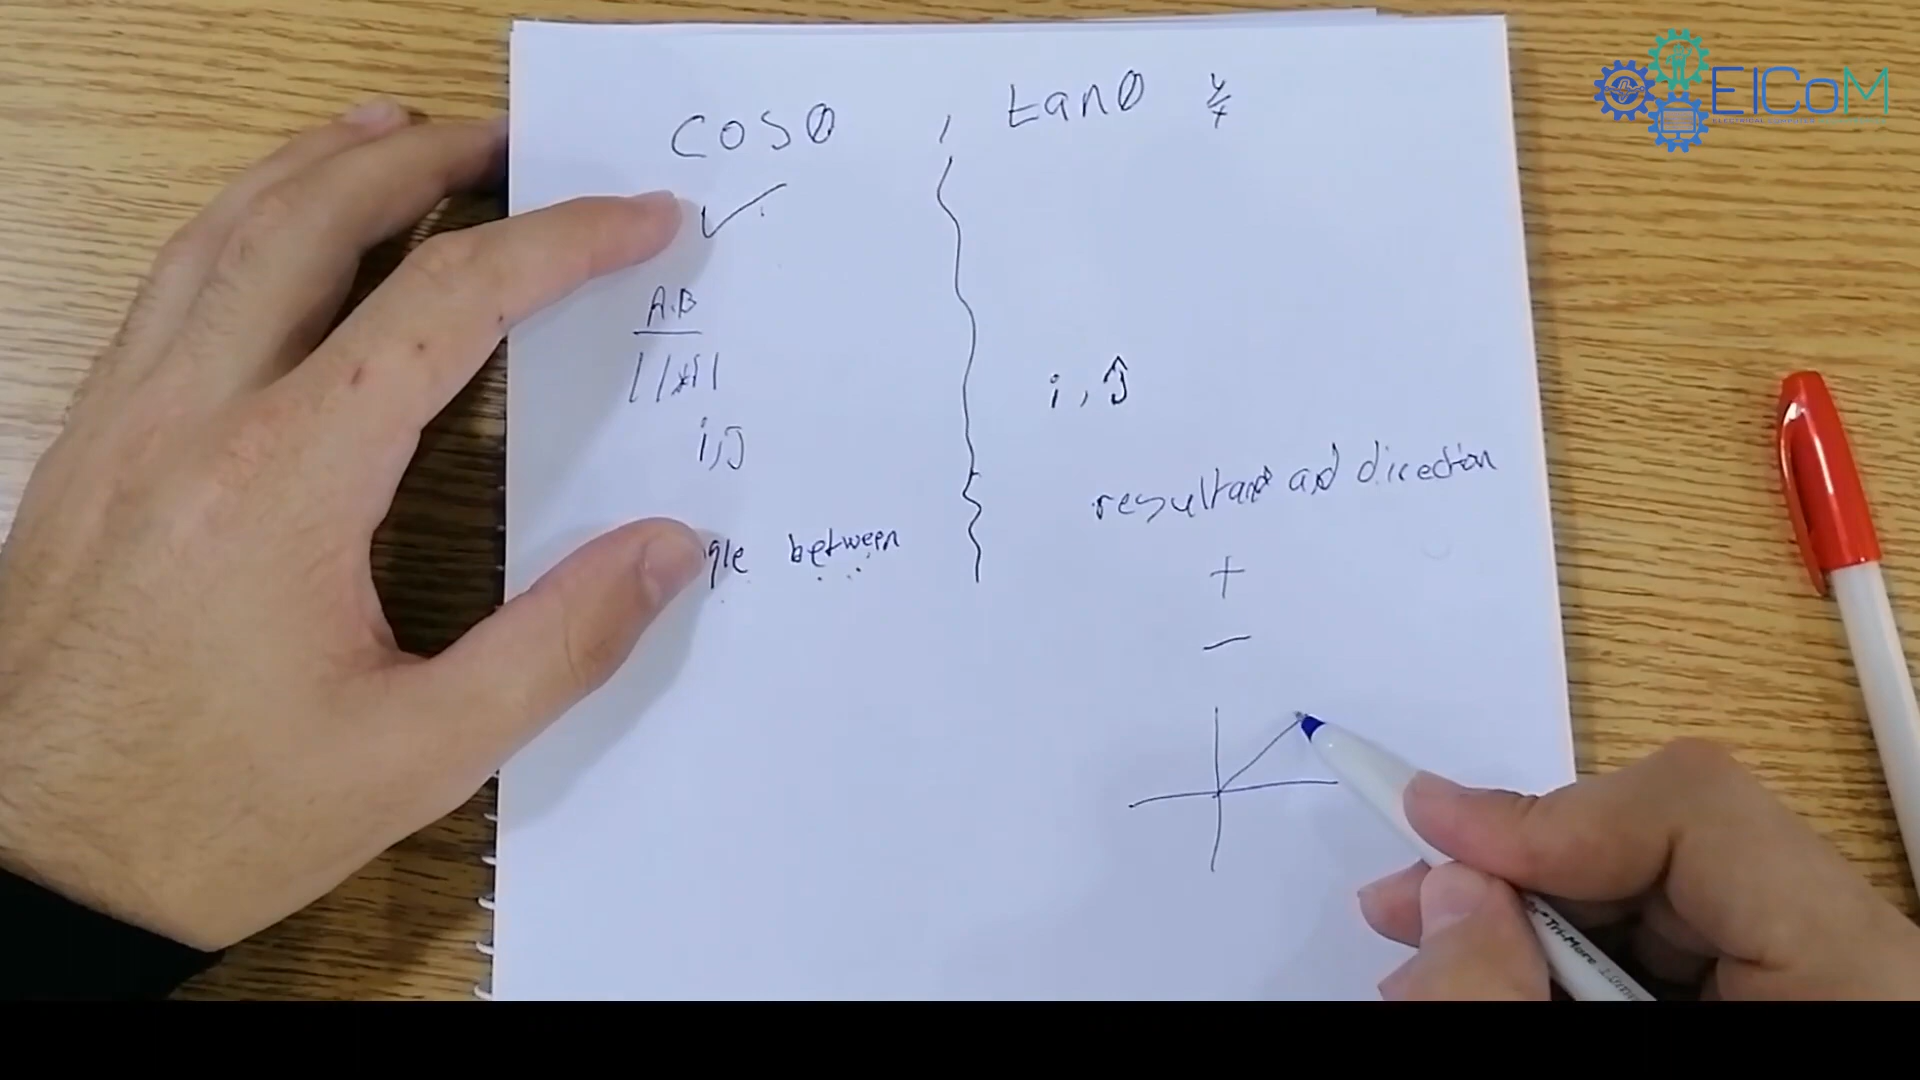 cosθ , tanθ y/x
A.B
| |*| |
i,j
i, ĵ
gle between
resultant and direction
+
−
EICoM